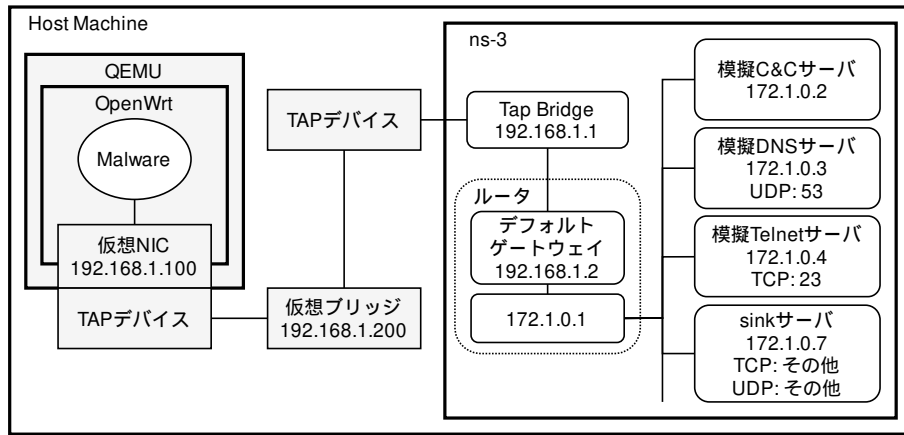 Host Machine
QEMU
OpenWrt
Malware
仮想NIC
192.168.1.100
TAPデバイス
TAPデバイス
仮想ブリッジ
192.168.1.200
ns-3
Tap Bridge
192.168.1.1
ルータ
デフォルト
ゲートウェイ
192.168.1.2
172.1.0.1
模擬C&Cサーバ
172.1.0.2
模擬DNSサーバ
172.1.0.3
UDP: 53
模擬Telnetサーバ
172.1.0.4
TCP: 23
sinkサーバ
172.1.0.7
TCP: その他
UDP: その他